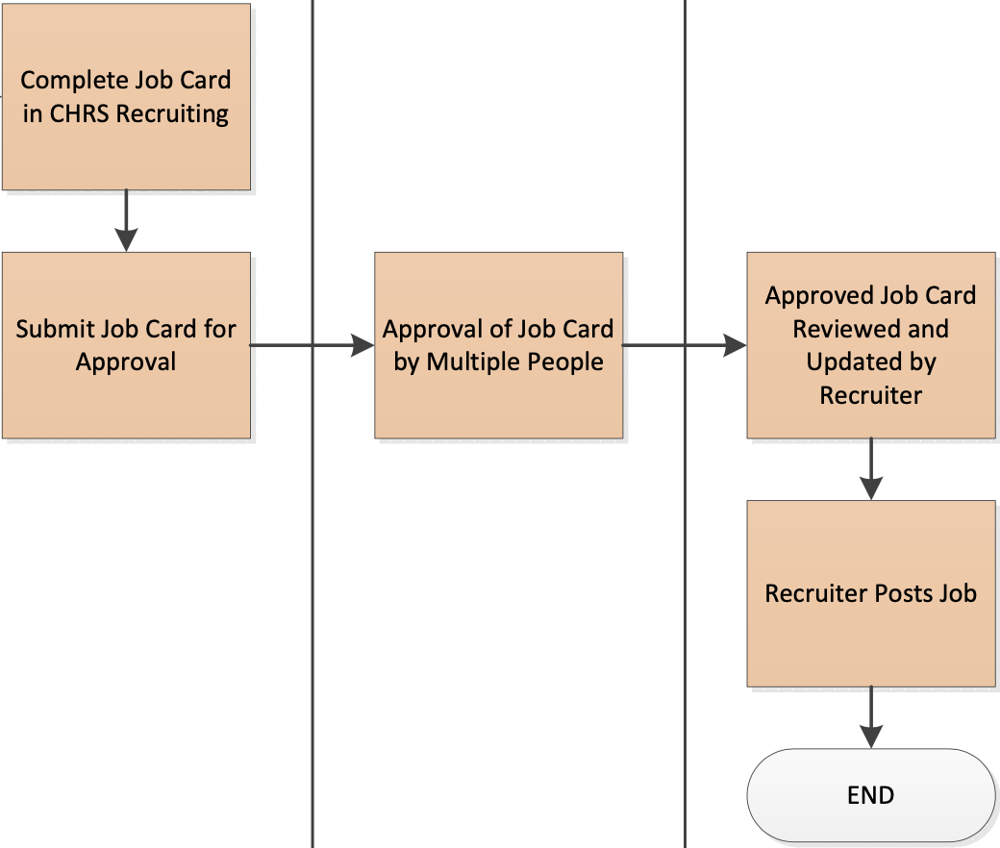 Complete Job Card
in CHRS Recruiting
Submit Job Card for
Approval
Approval of Job Card
by Multiple People
Approved Job Card
Reviewed and
Updated by
Recruiter
Recruiter Posts Job
END